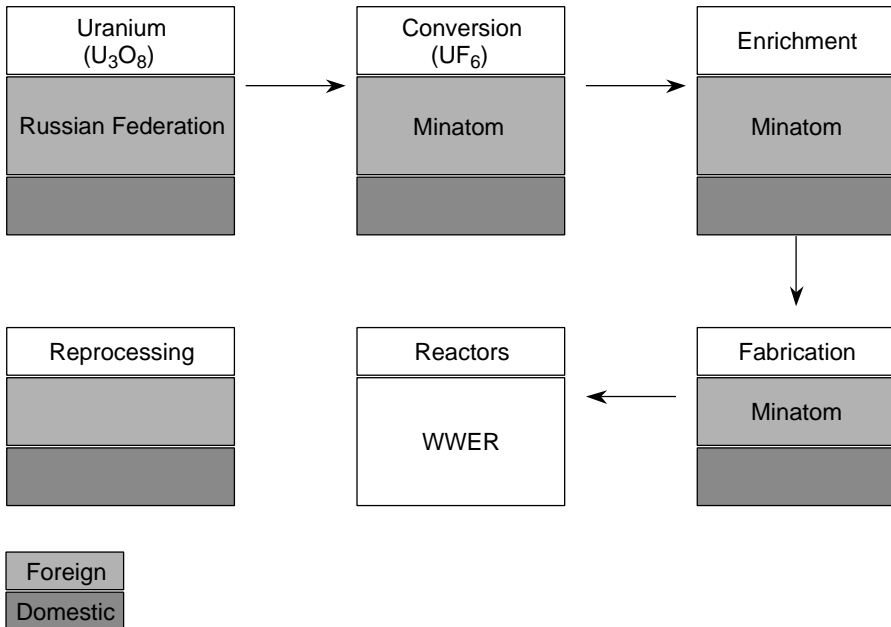 Uranium
(U3O8)
Conversion
(UF6)
Enrichment
Russian Federation
Minatom
Minatom
Reprocessing
Reactors
Fabrication
Minatom
WWER
Foreign
Domestic